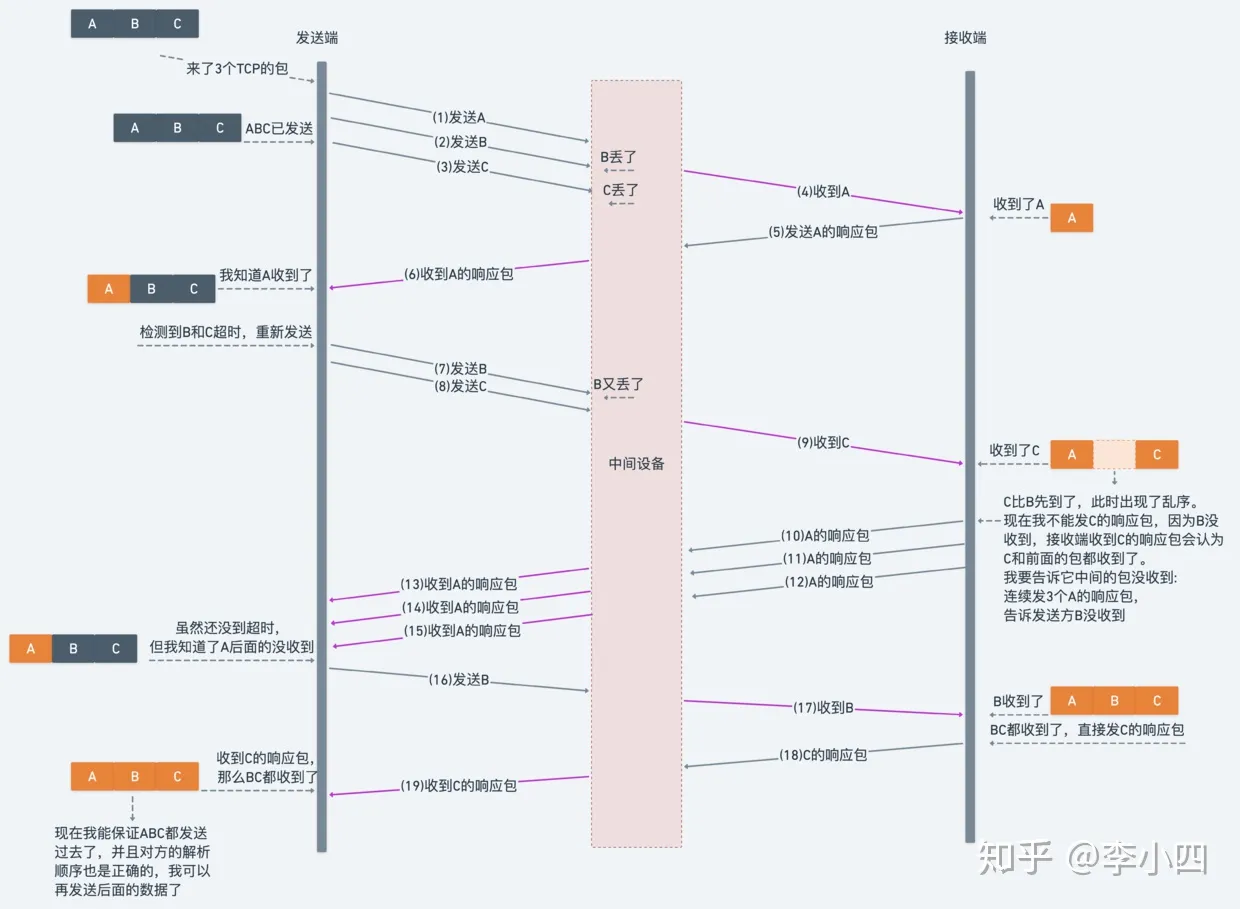 A B C
发送端
接收端
来了3个TCP的包
A B C
ABC已发送
(1)发送A
(2)发送B
(3)发送C
B丢了
C丢了
(4)收到A
收到了A
A
(5)发送A的响应包
(6)收到A的响应包
我知道A收到了
A B C
检测到B和C超时，重新发送
(7)发送B
(8)发送C
B又丢了
(9)收到C
收到了C
A C
中间设备
C比B先到了，此时出现了乱序。
现在我不能发C的响应包，因为B没
收到，接收端收到C的响应包会认为
C和前面的包都收到了。
我要告诉它中间的包没收到:
连续发3个A的响应包，
告诉发送方B没收到
(10)A的响应包
(11)A的响应包
(12)A的响应包
(13)收到A的响应包
(14)收到A的响应包
(15)收到A的响应包
虽然还没到超时，
但我知道了A后面的没收到
A B C
(16)发送B
(17)收到B
B收到了
A B C
BC都收到了，直接发C的响应包
(18)C的响应包
(19)收到C的响应包
收到C的响应包，
那么BC都收到了
A B C
现在我能保证ABC都发送
过去了，并且对方的解析
顺序也是正确的，我可以
再发送后面的数据了
知乎 @李小四